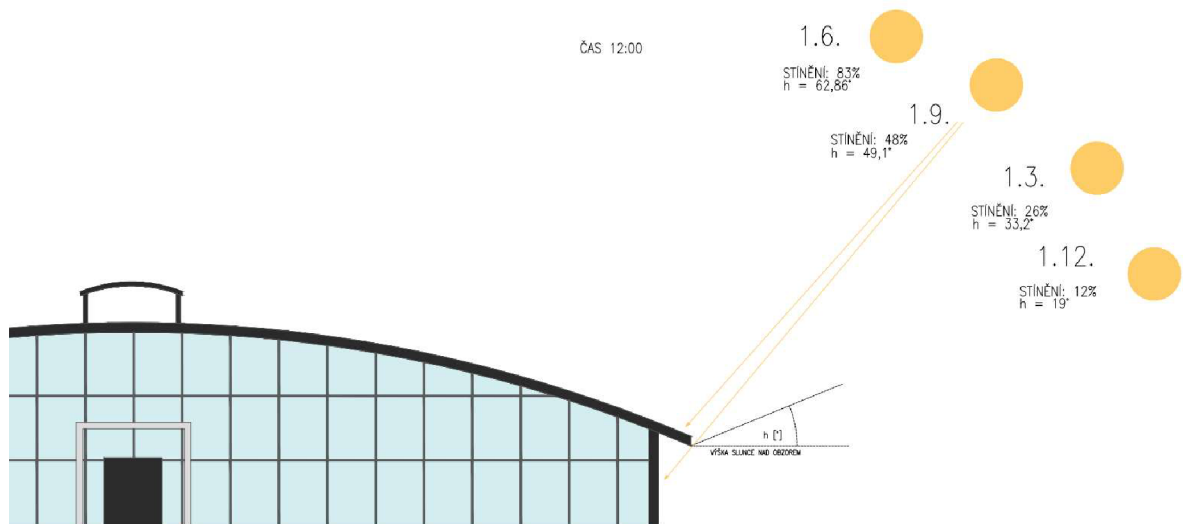 ČAS 12:00
1.6.
STÍNĚNÍ: 83%
h = 62,86°
1.9.
STÍNĚNÍ: 48%
h = 49,1°
1.3.
STÍNĚNÍ: 26%
h = 33,2°
1.12.
STÍNĚNÍ: 12%
h = 19°
h [°]
VÝŠKA SLUNCE NAD OBZOREM